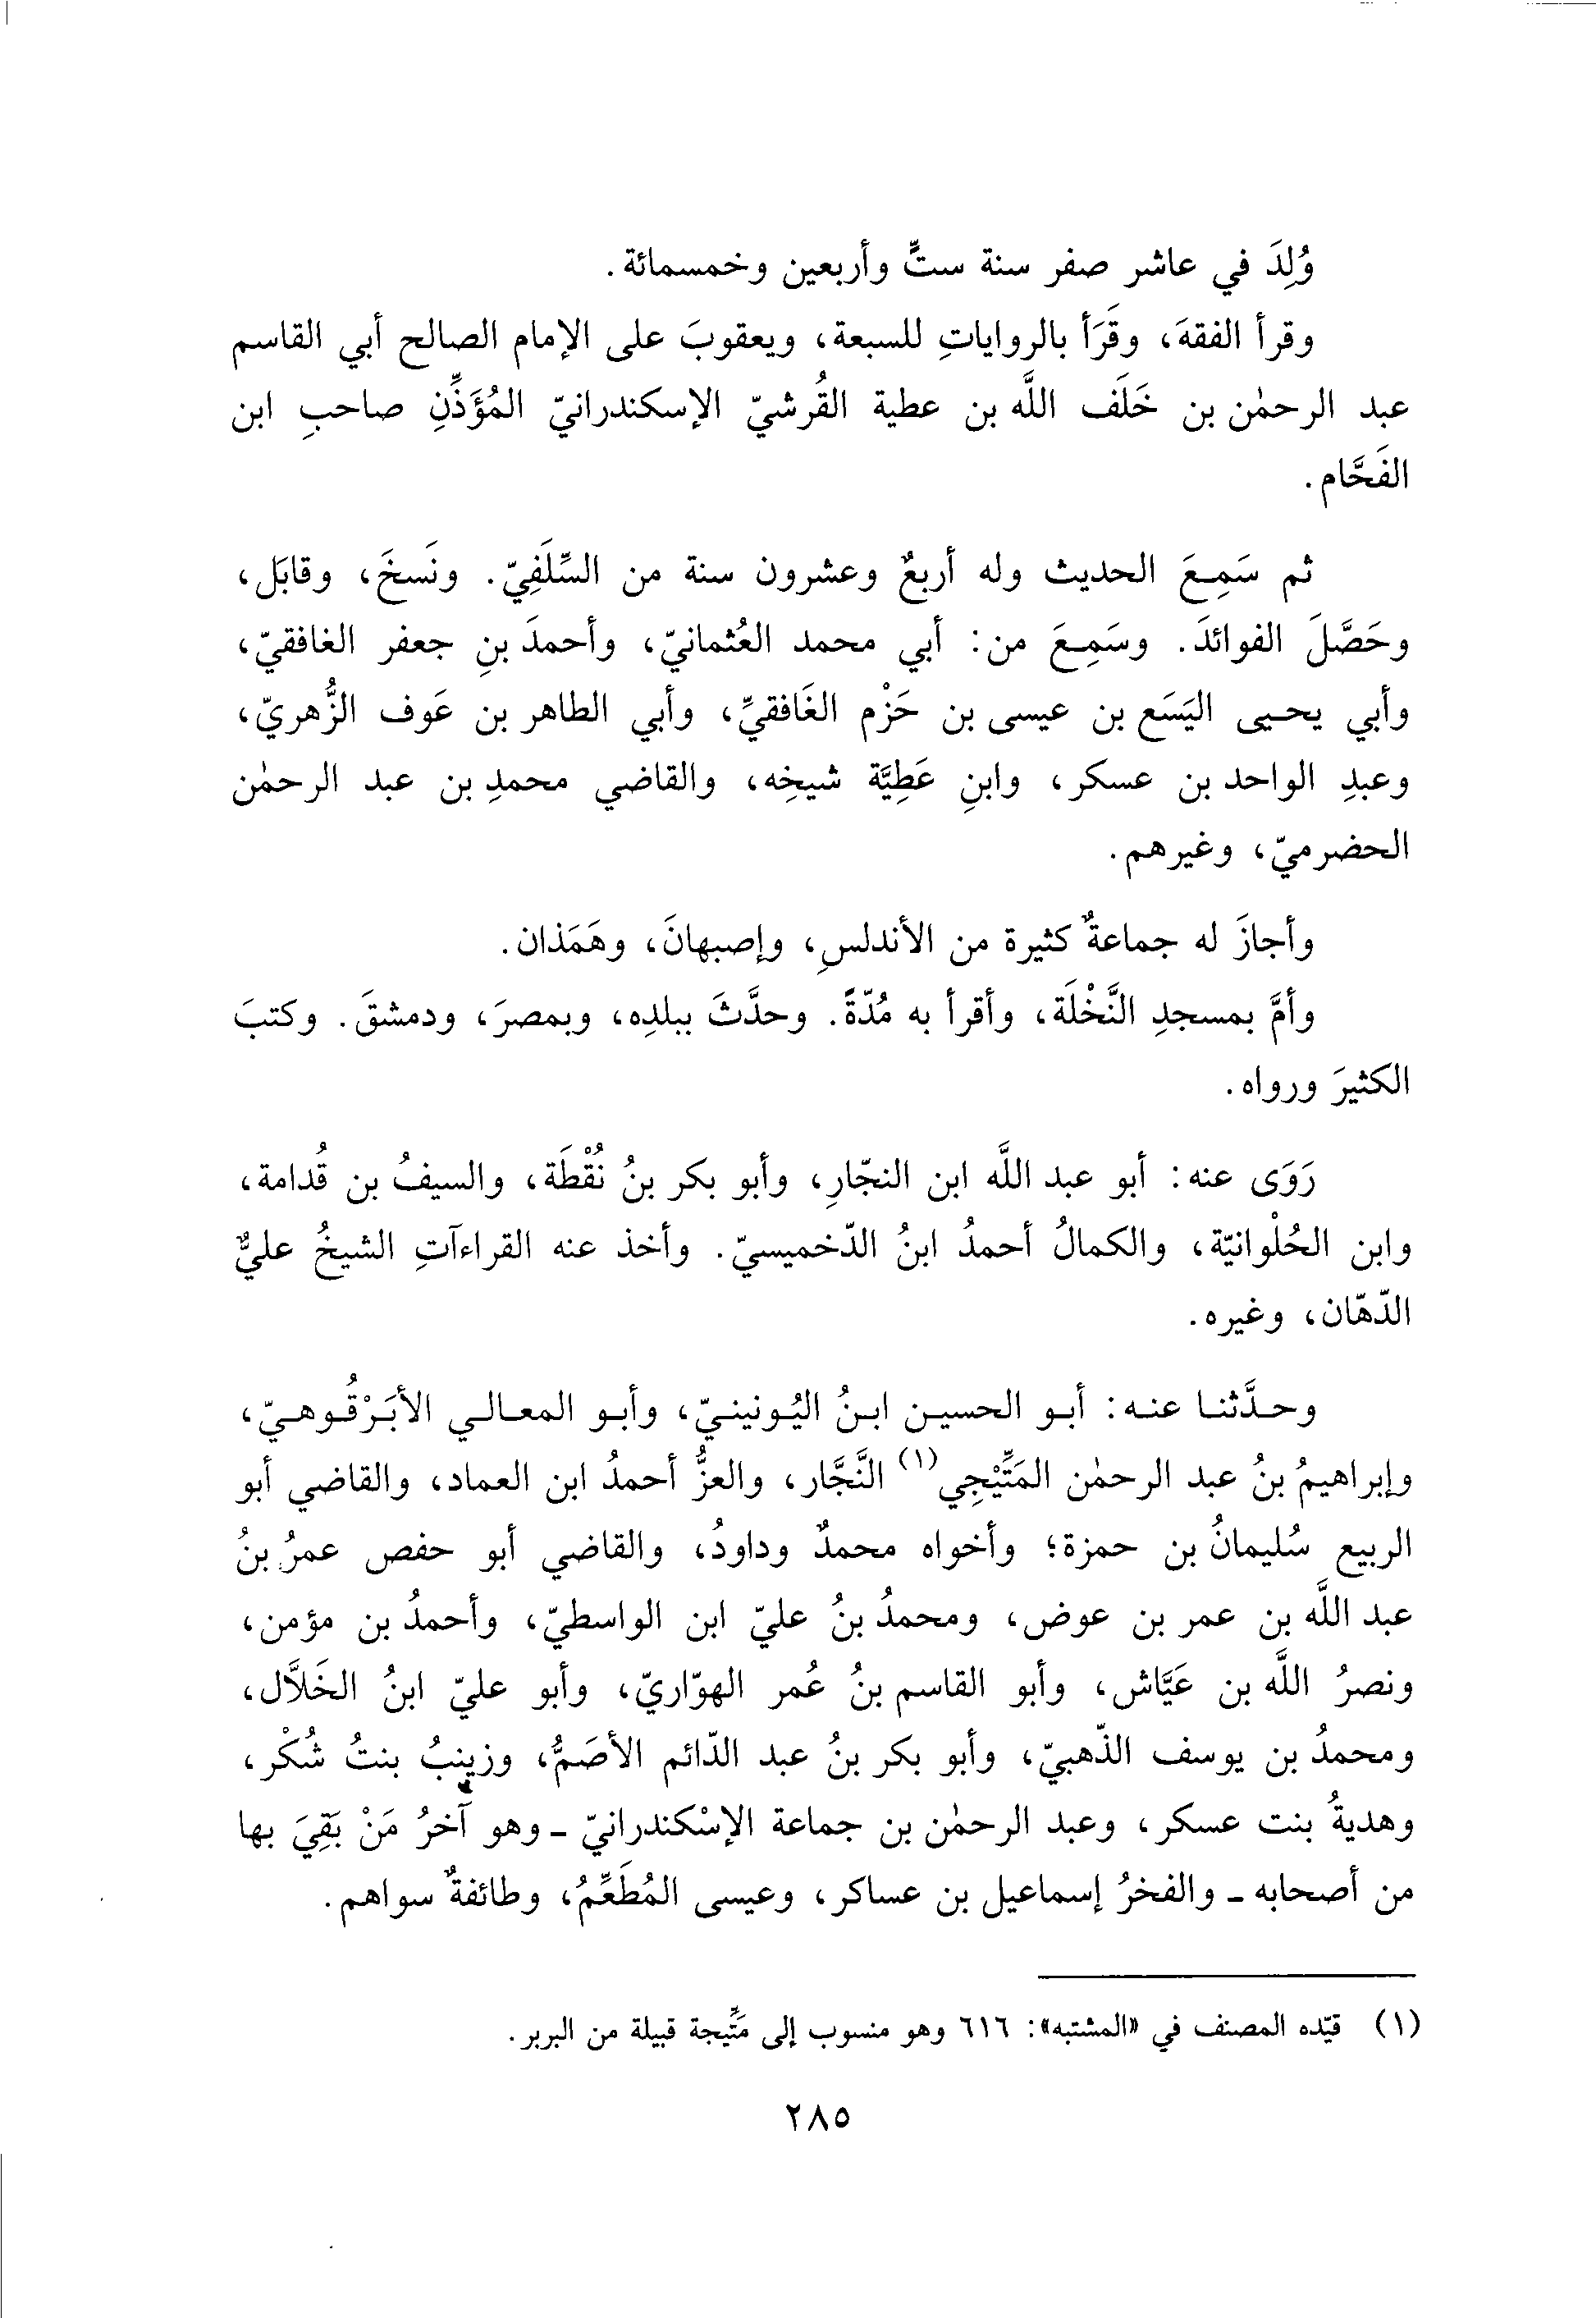 وُلِدَ في عاشر صفر سنة ستٍّ وأربعين وخمسمائة.
وقرأ الفقهَ، وقَرَأ بالرواياتِ للسبعة، ويعقوبَ على الإمام الصالح أبي القاسم
عبد الرحمٰن بن خَلَف اللَّه بن عطية القُرشيّ الإسكندرانيّ المُؤَذِّنِ صاحبِ ابن
الفَحَّام.
ثم سَمِعَ الحديث وله أربعٌ وعشرون سنة من السِّلَفِيّ. ونَسخَ، وقابَل،
وحَصَّلَ الفوائدَ. وسَمِعَ من: أبي محمد العُثمانيّ، وأحمدَ بنِ جعفر الغافقيّ،
وأبي يحيى اليَسَع بن عيسى بن حَزْم الغَافقيِّ، وأبي الطاهر بن عَوف الزُّهريّ،
وعبدِ الواحد بن عسكر، وابنِ عَطِيَّة شيخِه، والقاضي محمدِ بن عبد الرحمٰن
الحضرميّ، وغيرهم.
وأجازَ له جماعةٌ كثيرة من الأندلسِ، وإصبهانَ، وهَمَذان.
وأمَّ بمسجدِ النَّخْلَة، وأقرأ به مُدّةً. وحدَّثَ ببلدِه، وبمصرَ، ودمشقَ. وكتبَ
الكثيرَ ورواه.
رَوَى عنه: أبو عبد اللَّه ابن النجّارِ، وأبو بكر بنُ نُقْطَة، والسيفُ بن قُدامة،
وابن الحُلْوانيّة، والكمالُ أحمدُ ابنُ الدّخميسيّ. وأخذ عنه القراءآتِ الشيخُ عليٌّ
الدّهّان، وغيره.
وحدَّثنا عنه: أبو الحسين ابنُ اليُونينيّ، وأبو المعالي الأبَرْقُوهيّ،
وإبراهيمُ بنُ عبد الرحمٰن المَتِّيْجِي(١) النَّجَّار، والعزُّ أحمدُ ابن العماد، والقاضي أبو
الربيع سُليمانُ بن حمزة؛ وأخواه محمدٌ وداودُ، والقاضي أبو حفص عمرُ بنُ
عبد اللَّه بن عمر بن عوض، ومحمدُ بنُ عليّ ابن الواسطيّ، وأحمدُ بن مؤمن،
ونصرُ اللَّه بن عَيَّاش، وأبو القاسم بنُ عُمر الهوّاريّ، وأبو عليّ ابنُ الخَلاَّل،
ومحمدُ بن يوسف الذّهبيّ، وأبو بكر بنُ عبد الدّائم الأصَمُّ، وزينبُ بنتُ شُكْر،
وهديةُ بنت عسكر، وعبد الرحمٰن بن جماعة الإسْكندرانيّ - وهو آخرُ مَنْ بَقِيَ بها
من أصحابه - والفخرُ إسماعيل بن عساكر، وعيسى المُطَعِّمُ، وطائفةٌ سواهم.
(١) قيّده المصنف في «المشتبه»: ٦١٦ وهو منسوب إلى مَتِّيجة قبيلة من البربر.
٢٨٥